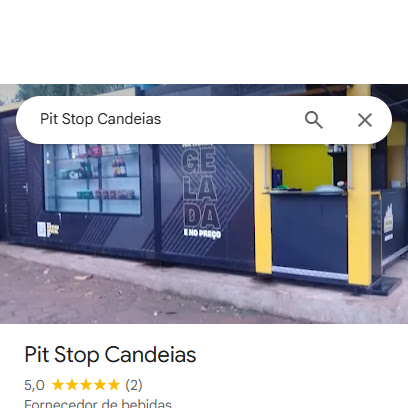 Pit Stop Candeias
GE
LA
DA
E NO PREÇO
Pit Stop Candeias
5,0 (2)
Fornecedor de bebidas